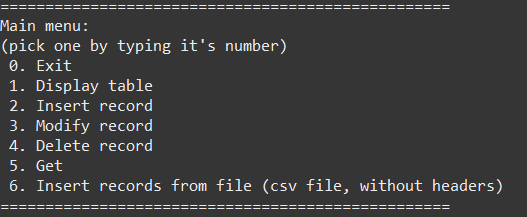 ==================================================
Main menu:
(pick one by typing it's number)
0. Exit
1. Display table
2. Insert record
3. Modify record
4. Delete record
5. Get
6. Insert records from file (csv file, without headers)
==================================================